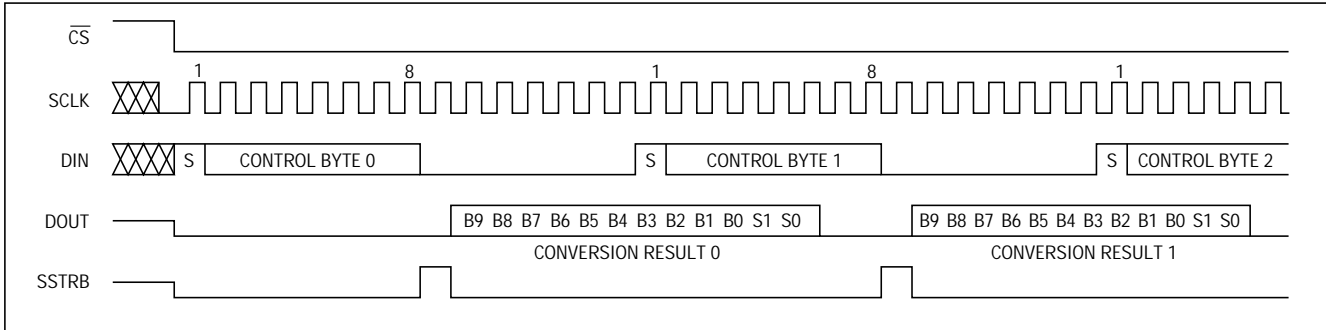 CS
1 8 1 8 1
SCLK
DIN S CONTROL BYTE 0 S CONTROL BYTE 1 S CONTROL BYTE 2
DOUT B9 B8 B7 B6 B5 B4 B3 B2 B1 B0 S1 S0 B9 B8 B7 B6 B5 B4 B3 B2 B1 B0 S1 S0
CONVERSION RESULT 0 CONVERSION RESULT 1
SSTRB